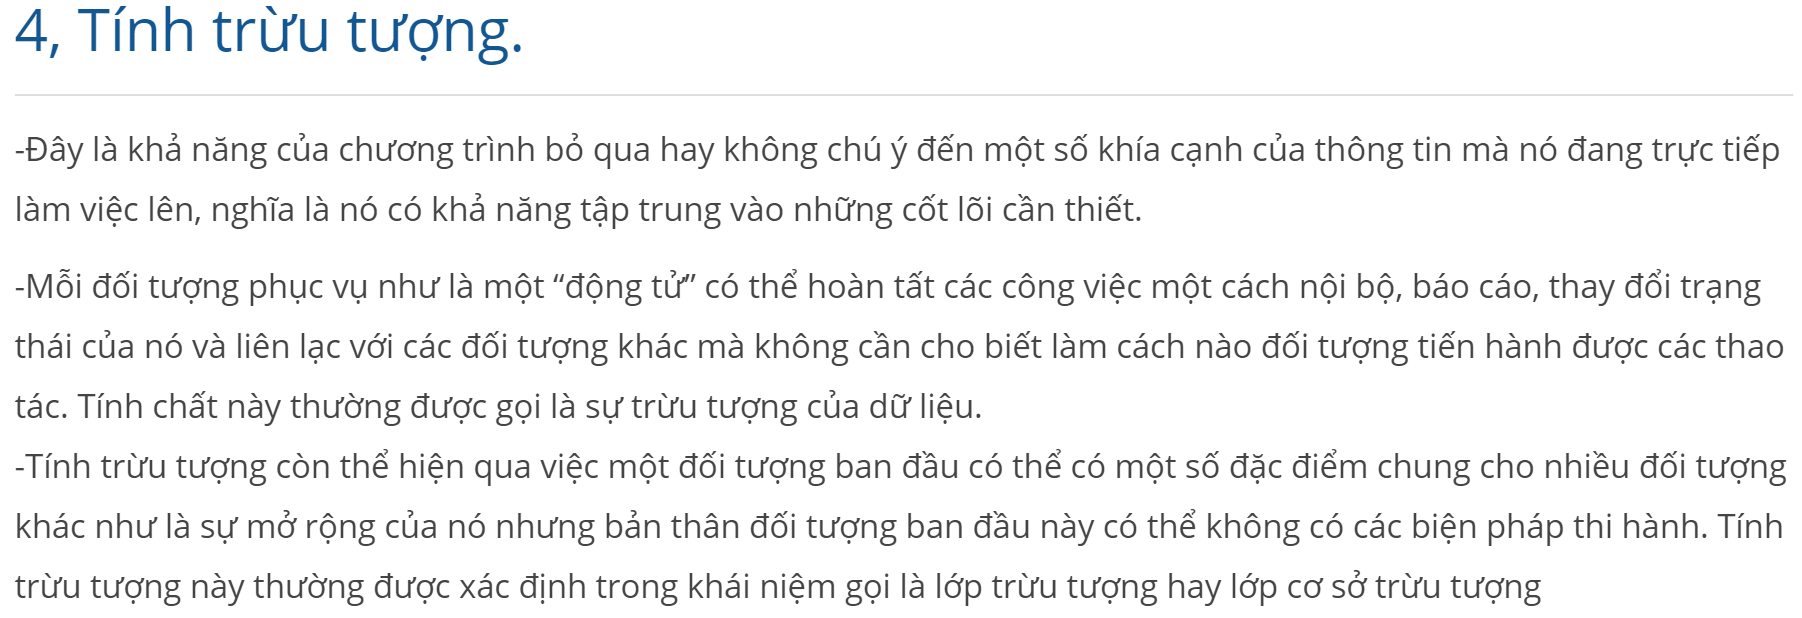 4, Tính trừu tượng.
-Đây là khả năng của chương trình bỏ qua hay không chú ý đến một số khía cạnh của thông tin mà nó đang trực tiếp
làm việc lên, nghĩa là nó có khả năng tập trung vào những cốt lõi cần thiết.
-Mỗi đối tượng phục vụ như là một “động tử” có thể hoàn tất các công việc một cách nội bộ, báo cáo, thay đổi trạng
thái của nó và liên lạc với các đối tượng khác mà không cần cho biết làm cách nào đối tượng tiến hành được các thao
tác. Tính chất này thường được gọi là sự trừu tượng của dữ liệu.
-Tính trừu tượng còn thể hiện qua việc một đối tượng ban đầu có thể có một số đặc điểm chung cho nhiều đối tượng
khác như là sự mở rộng của nó nhưng bản thân đối tượng ban đầu này có thể không có các biện pháp thi hành. Tính
trừu tượng này thường được xác định trong khái niệm gọi là lớp trừu tượng hay lớp cơ sở trừu tượng